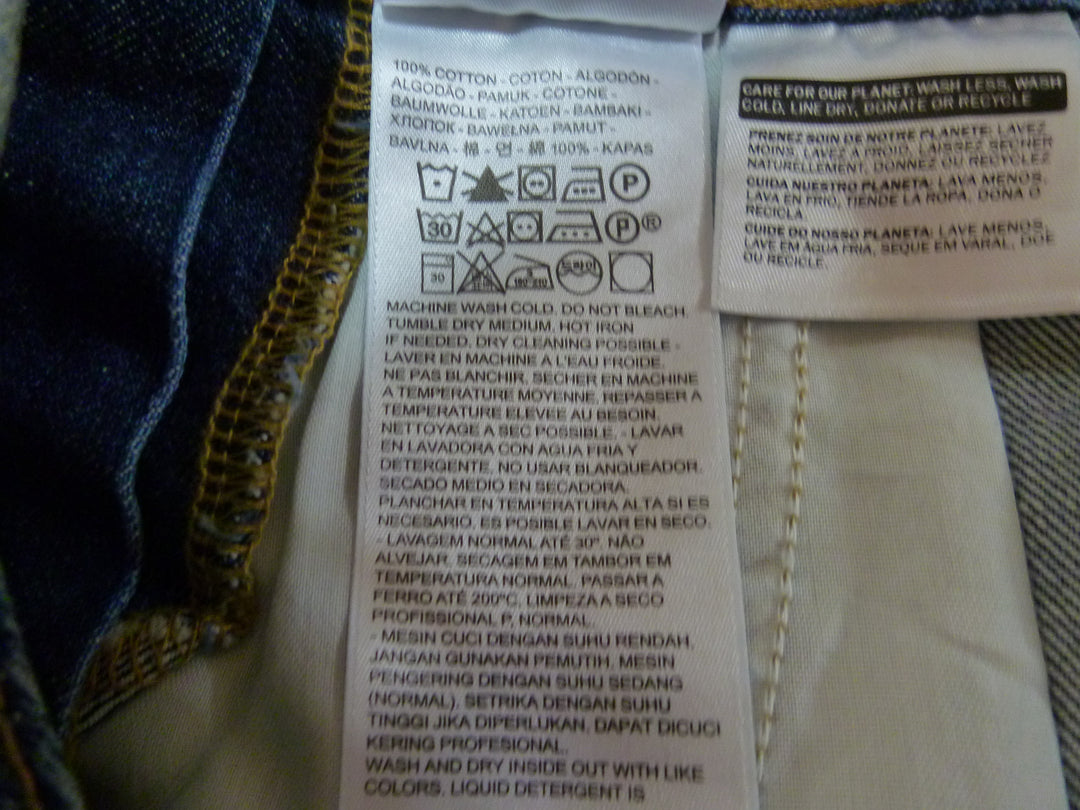 100% COTTON - COTON - ALGODÓN -
ALGODÃO - PAMUK - COTONE -
BAUMWOLLE - KATOEN - BAMBAKI -
ХЛОПОК - BAWEŁNA - PAMUT -
BAVLNA - 棉 - 면 - 綿 100% - KAPAS
P
30 P®
30 180-210 드라이
MACHINE WASH COLD. DO NOT BLEACH.
TUMBLE DRY MEDIUM. HOT IRON
IF NEEDED. DRY CLEANING POSSIBLE -
LAVER EN MACHINE A L'EAU FROIDE.
NE PAS BLANCHIR. SECHER EN MACHINE
A TEMPERATURE MOYENNE. REPASSER A
TEMPERATURE ELEVEE AU BESOIN.
NETTOYAGE A SEC POSSIBLE. - LAVAR
EN LAVADORA CON AGUA FRIA Y
DETERGENTE. NO USAR BLANQUEADOR.
SECADO MEDIO EN SECADORA.
PLANCHAR EN TEMPERATURA ALTA SI ES
NECESARIO. ES POSIBLE LAVAR EN SECO.
- LAVAGEM NORMAL ATÉ 30º. NÃO
ALVEJAR. SECAGEM EM TAMBOR EM
TEMPERATURA NORMAL. PASSAR A
FERRO ATÉ 200ºC. LIMPEZA A SECO
PROFISSIONAL P, NORMAL.
- MESIN CUCI DENGAN SUHU RENDAH.
JANGAN GUNAKAN PEMUTIH. MESIN
PENGERING DENGAN SUHU SEDANG
(NORMAL). SETRIKA DENGAN SUHU
TINGGI JIKA DIPERLUKAN. DAPAT DICUCI
KERING PROFESIONAL.
WASH AND DRY INSIDE OUT WITH LIKE
COLORS. LIQUID DETERGENT IS
CARE FOR OUR PLANET: WASH LESS, WASH
COLD, LINE DRY, DONATE OR RECYCLE
PRENEZ SOIN DE NOTRE PLANETE: LAVEZ
MOINS, LAVEZ A FROID, LAISSEZ SECHER
NATURELLEMENT, DONNEZ OU RECYCLEZ
CUIDA NUESTRO PLANETA: LAVA MENOS,
LAVA EN FRIO, TIENDE LA ROPA, DONA O
RECICLA
CUIDE DO NOSSO PLANETA: LAVE MENOS,
LAVE EM ÁGUA FRIA, SEQUE EM VARAL, DOE
OU RECICLE.